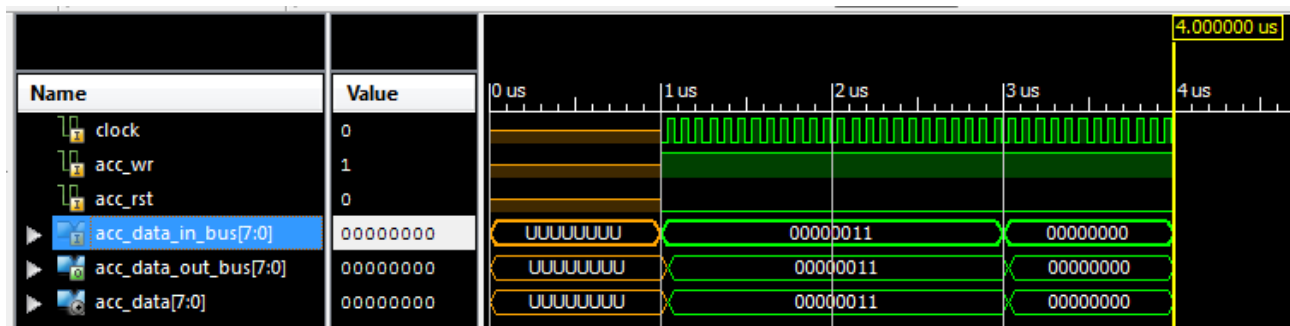 4.000000 us
Name Value 0 us 1 us 2 us 3 us 4 us
clock 0
acc_wr 1
acc_rst 0
acc_data_in_bus[7:0] 00000000 UUUUUUUU 00000011 00000000
acc_data_out_bus[7:0] 00000000 UUUUUUUU 00000011 00000000
acc_data[7:0] 00000000 UUUUUUUU 00000011 00000000